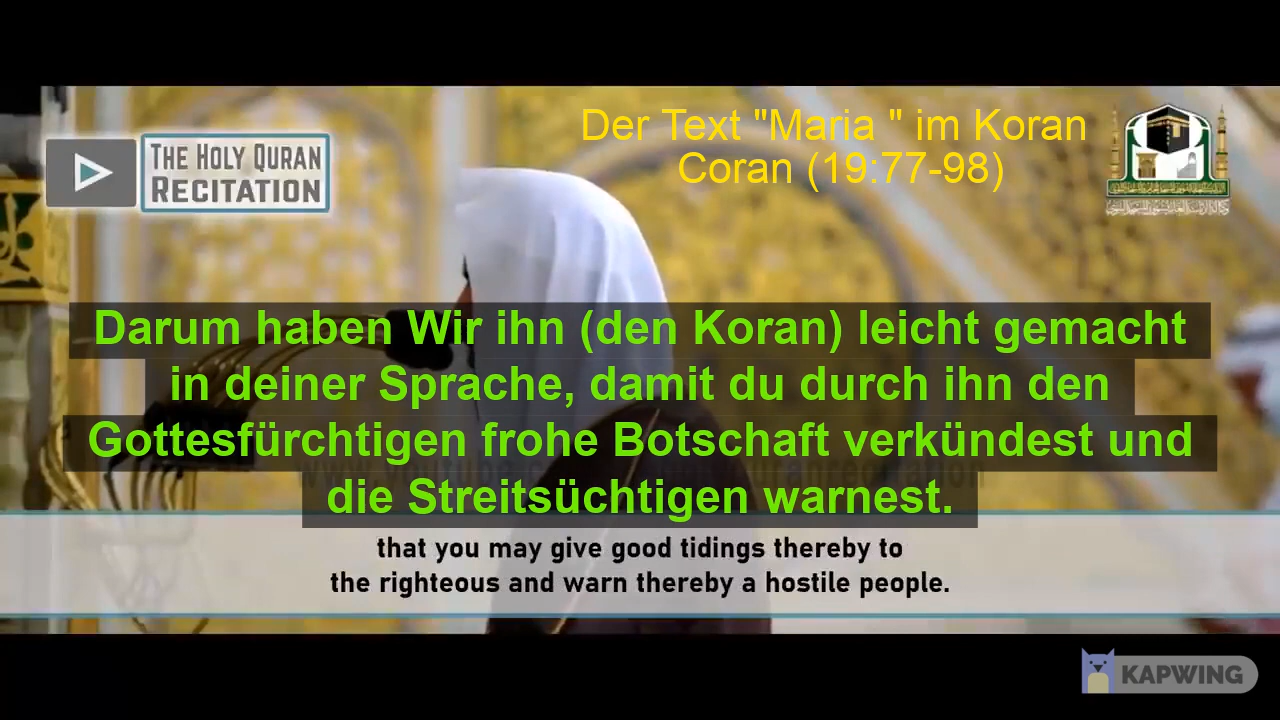 Der Text "Maria " im Koran
Coran (19:77-98)
THE HOLY QURAN
RECITATION
Darum haben Wir ihn (den Koran) leicht gemacht
in deiner Sprache, damit du durch ihn den
Gottesfürchtigen frohe Botschaft verkündest und
die Streitsüchtigen warnest.
that you may give good tidings thereby to
the righteous and warn thereby a hostile people.
KAPWING